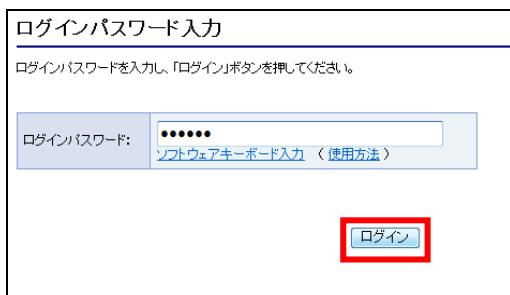 ログインパスワード入力
ログインパスワードを入力し、「ログイン」ボタンを押してください。
ログインパスワード: ●●●●●●
ソフトウェアキーボード入力 （ 使用方法 ）
ログイン